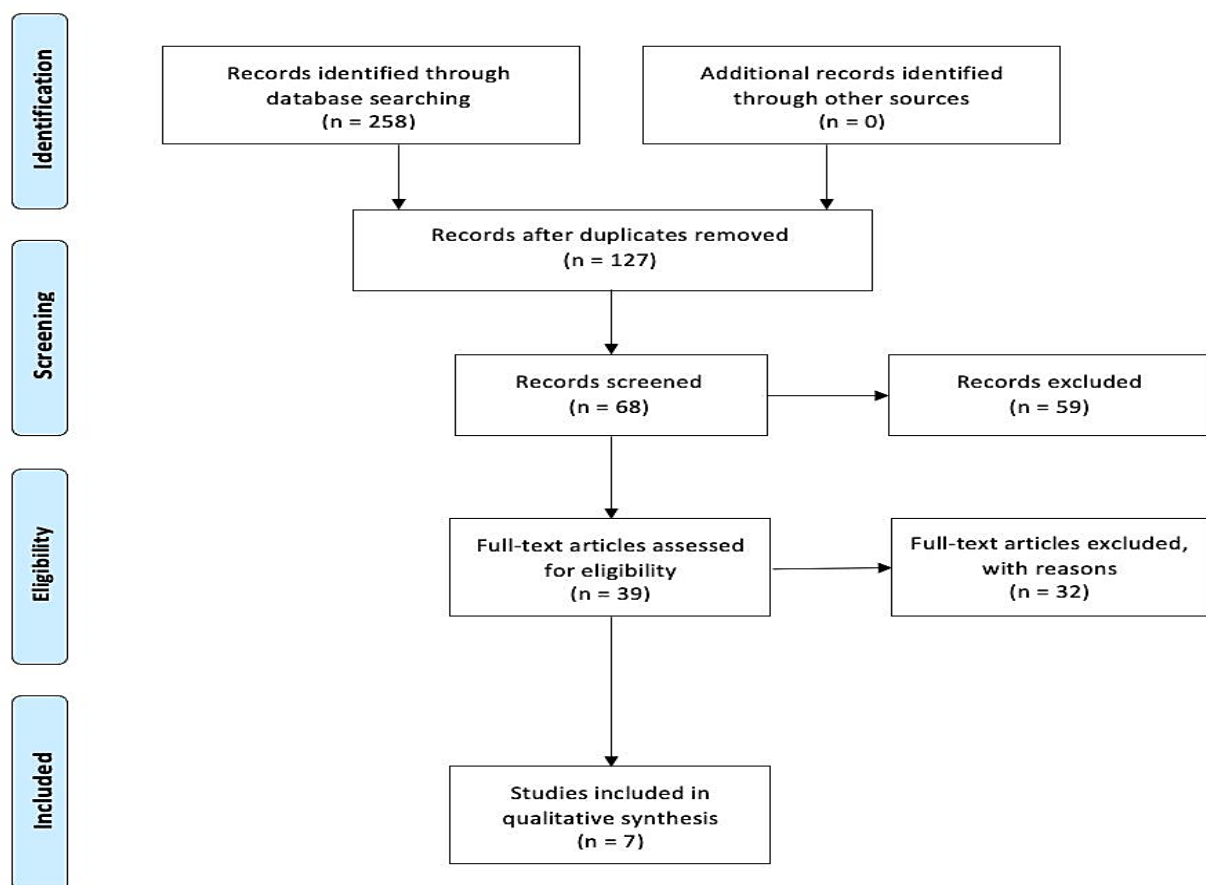 Identification
Records identified through
database searching
(n = 258)
Additional records identified
through other sources
(n = 0)
Records after duplicates removed
(n = 127)
Screening
Records screened
(n = 68)
Records excluded
(n = 59)
Eligibility
Full-text articles assessed
for eligibility
(n = 39)
Full-text articles excluded,
with reasons
(n = 32)
Included
Studies included in
qualitative synthesis
(n = 7)